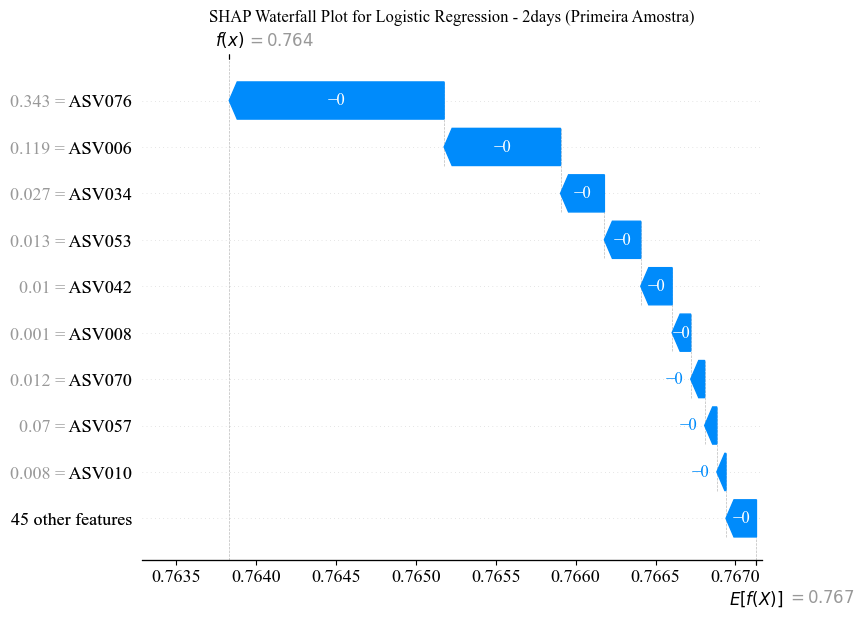 SHAP Waterfall Plot for Logistic Regression - 2days (Primeira Amostra)
f(x) = 0.764
0.343 = ASV076 −0
0.119 = ASV006 −0
0.027 = ASV034 −0
0.013 = ASV053 −0
0.01 = ASV042 −0
0.001 = ASV008 −0
0.012 = ASV070 −0
0.07 = ASV057 −0
0.008 = ASV010 −0
45 other features −0
0.7635 0.7640 0.7645 0.7650 0.7655 0.7660 0.7665 0.7670
E[f(X)] = 0.767